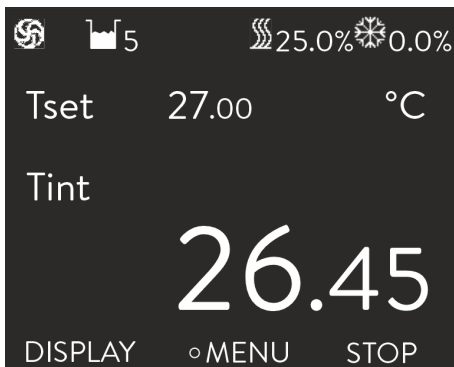 5 25.0% 0.0%
Tset 27.00 °C
Tint
26.45
DISPLAY ○MENU STOP